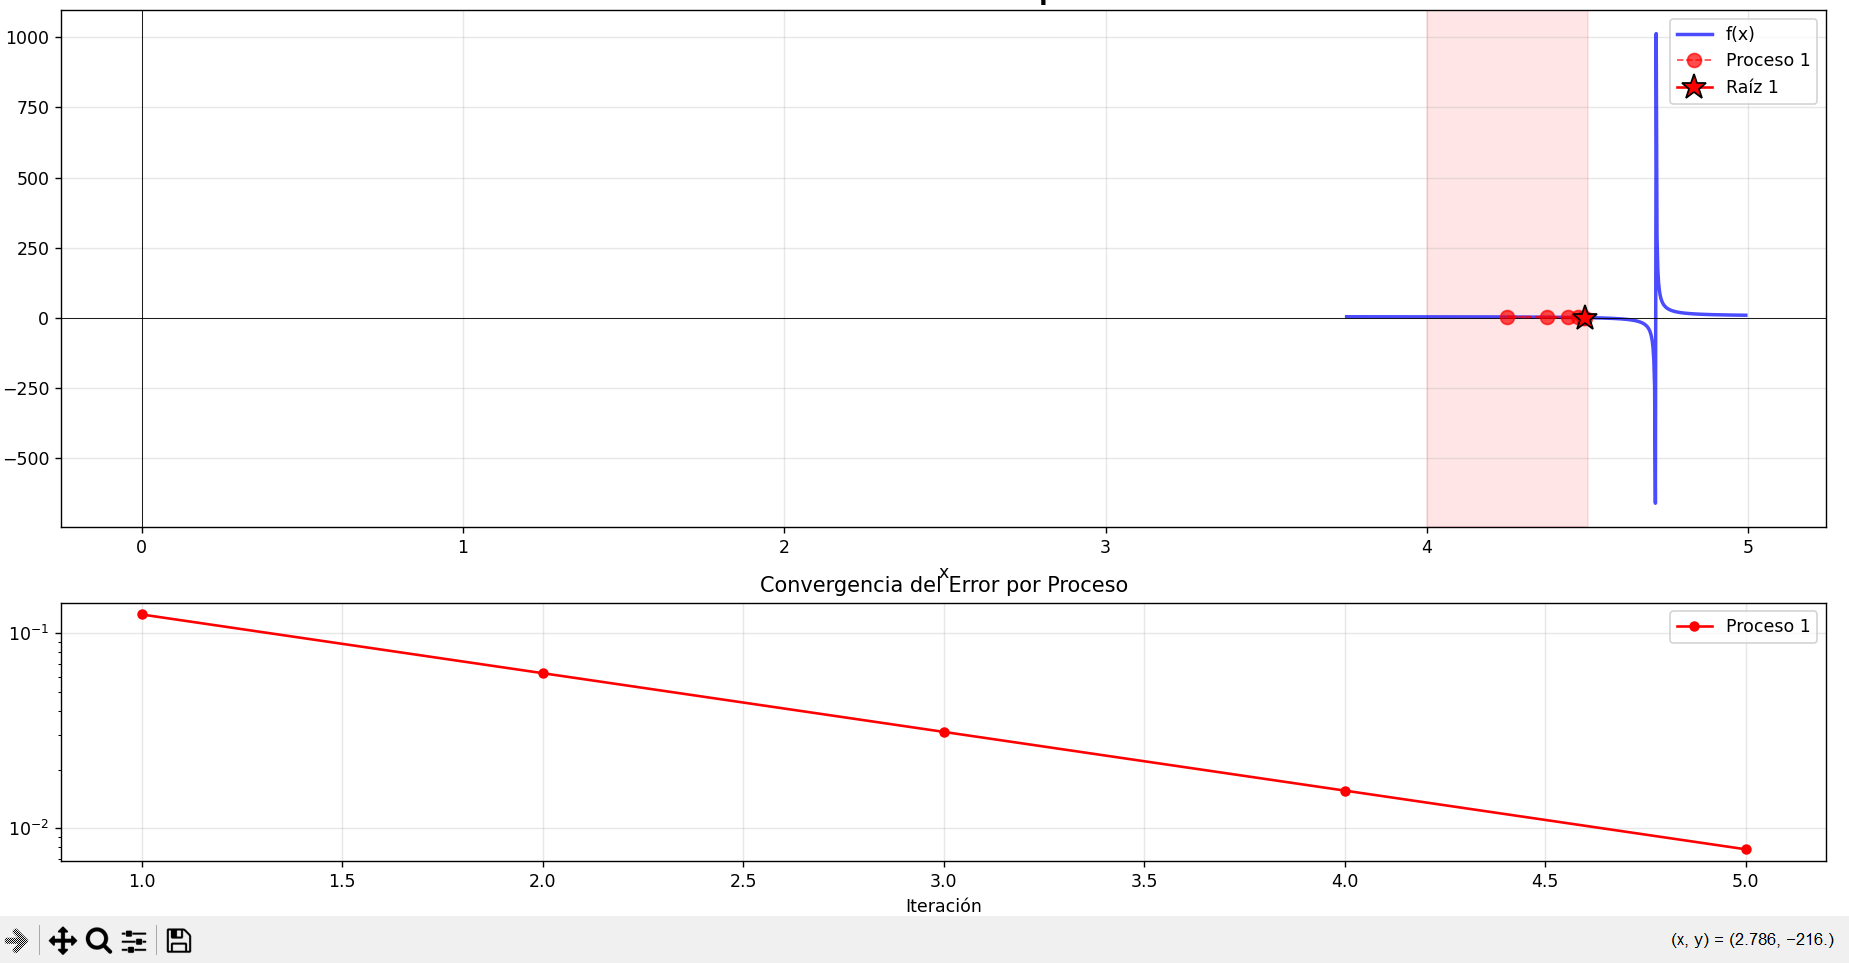 1000
750
500
250
0
−250
−500
f(x)
Proceso 1
Raíz 1
0 1 2 3 4 5
x
Convergencia del Error por Proceso
10⁻¹
10⁻²
Proceso 1
1.0 1.5 2.0 2.5 3.0 3.5 4.0 4.5 5.0
Iteración
(x, y) = (2.786, −216.)